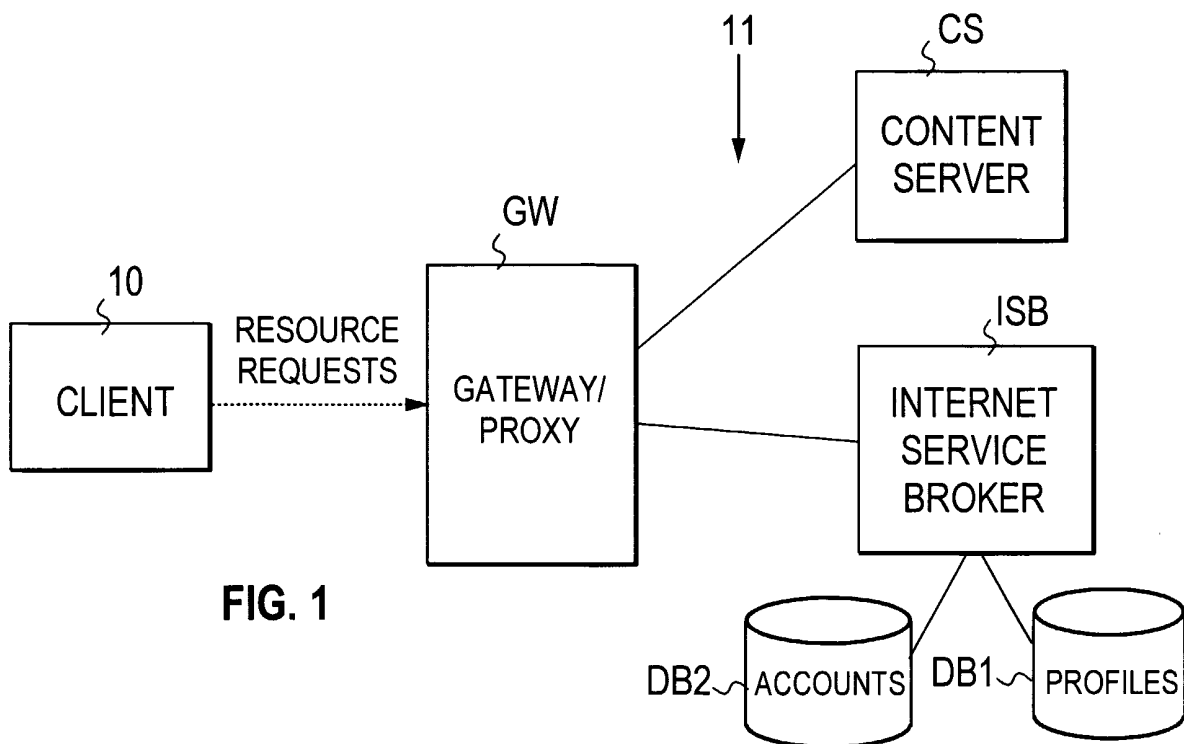 11
CS
CONTENT
SERVER
GW
10
RESOURCE
REQUESTS
CLIENT
GATEWAY/
PROXY
ISB
INTERNET
SERVICE
BROKER
FIG. 1
DB2
ACCOUNTS
DB1
PROFILES